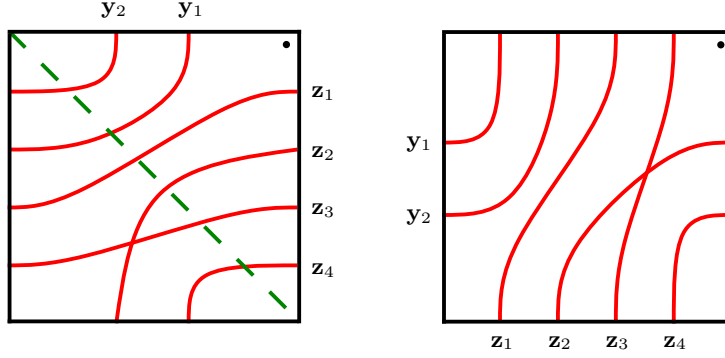 y₂ y₁
z₁
z₂
z₃
z₄
y₁
y₂
z₁ z₂ z₃ z₄